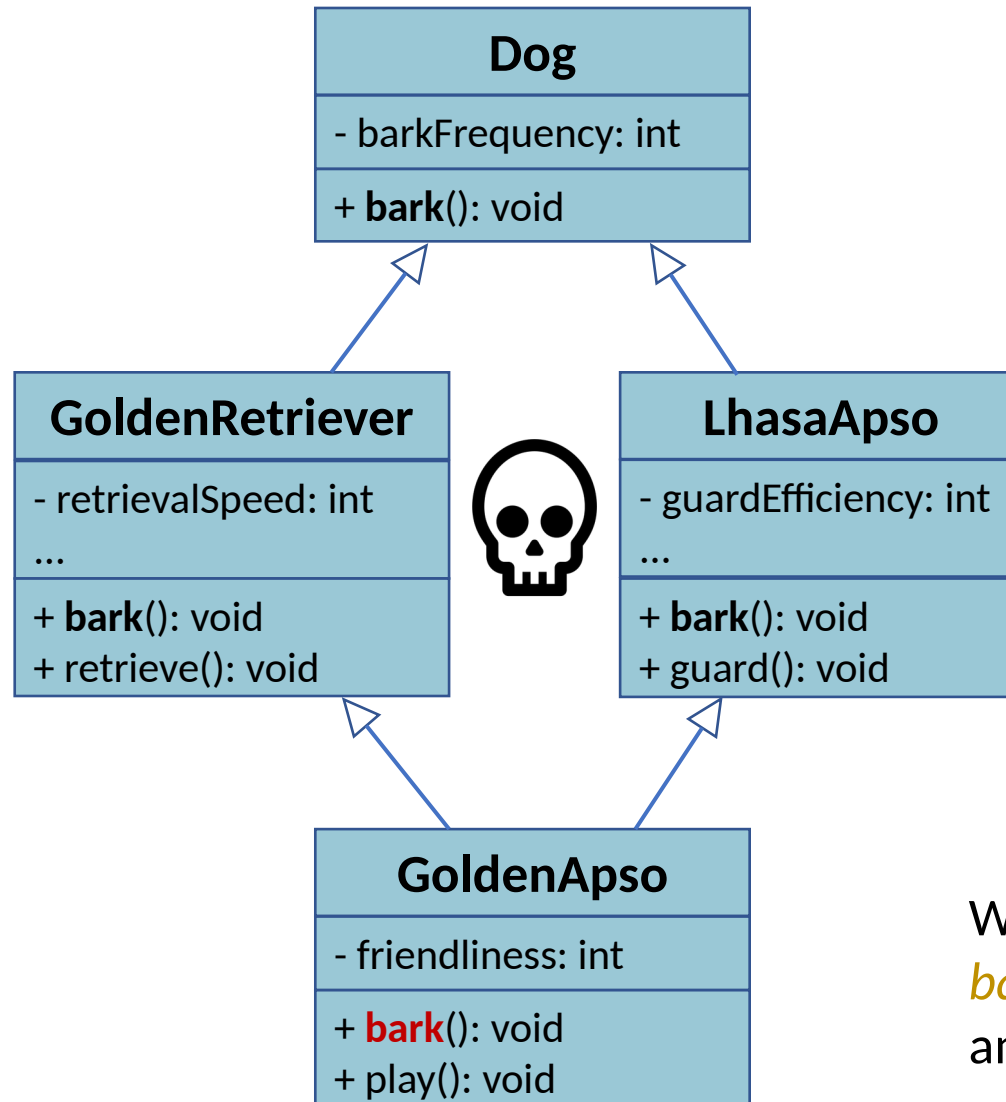 Dog
- barkFrequency: int
+ bark(): void
GoldenRetriever
- retrievalSpeed: int
...
+ bark(): void
+ retrieve(): void
LhasaApso
- guardEfficiency: int
...
+ bark(): void
+ guard(): void
GoldenApso
- friendliness: int
+ bark(): void
+ play(): void